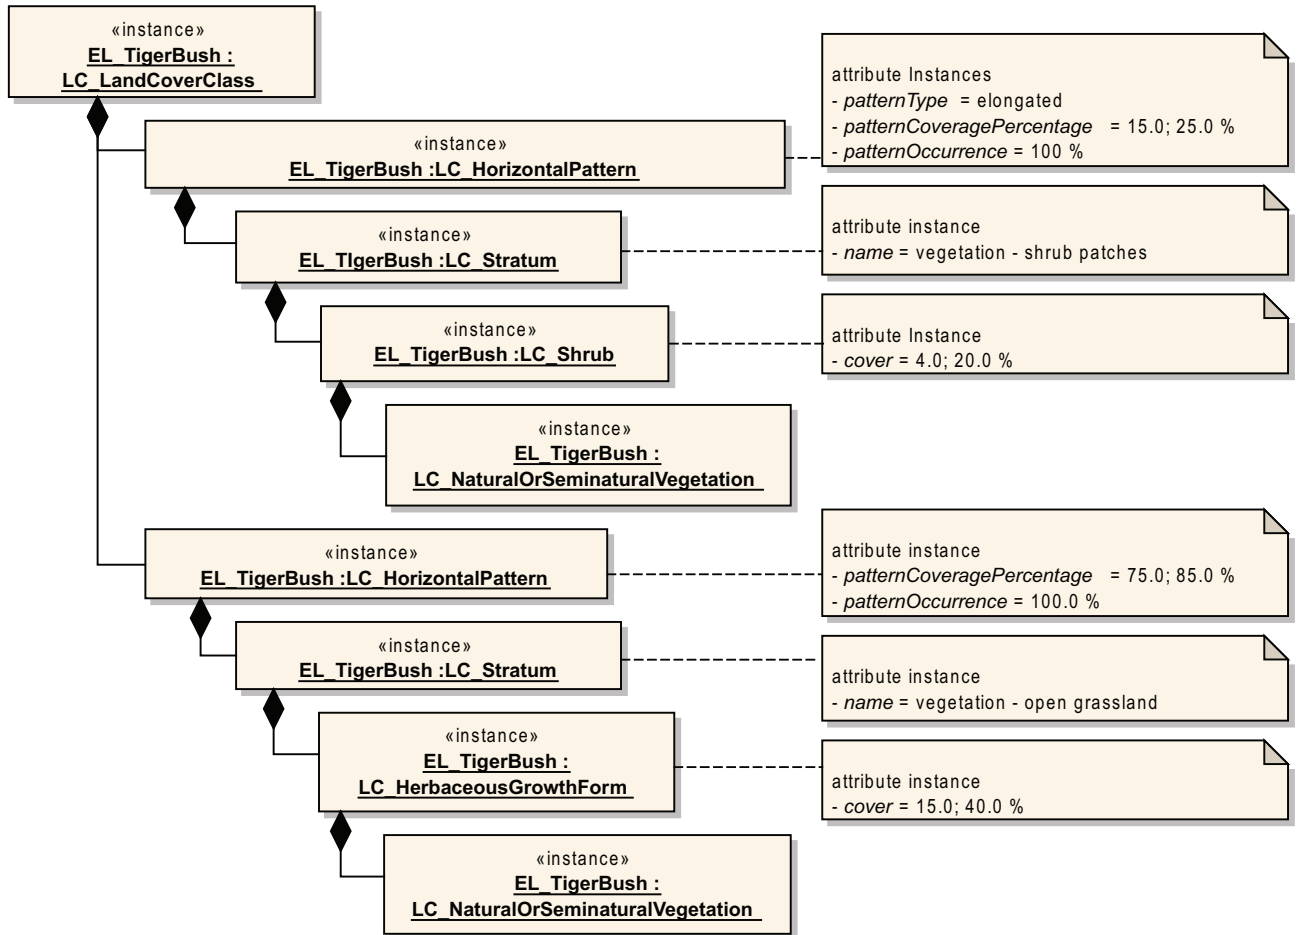 «instance»
EL_TigerBush :
LC_LandCoverClass
attribute Instances
- patternType = elongated
- patternCoveragePercentage = 15.0; 25.0 %
- patternOccurrence = 100 %
«instance»
EL_TigerBush :LC_HorizontalPattern
«instance»
EL_TIgerBush :LC_Stratum
attribute instance
- name = vegetation - shrub patches
«instance»
EL_TigerBush :LC_Shrub
attribute Instance
- cover = 4.0; 20.0 %
«instance»
EL_TigerBush :
LC_NaturalOrSeminaturalVegetation
«instance»
EL_TigerBush :LC_HorizontalPattern
attribute instance
- patternCoveragePercentage = 75.0; 85.0 %
- patternOccurrence = 100.0 %
«instance»
EL_TigerBush :LC_Stratum
attribute instance
- name = vegetation - open grassland
«instance»
EL_TigerBush :
LC_HerbaceousGrowthForm
attribute instance
- cover = 15.0; 40.0 %
«instance»
EL_TigerBush :
LC_NaturalOrSeminaturalVegetation